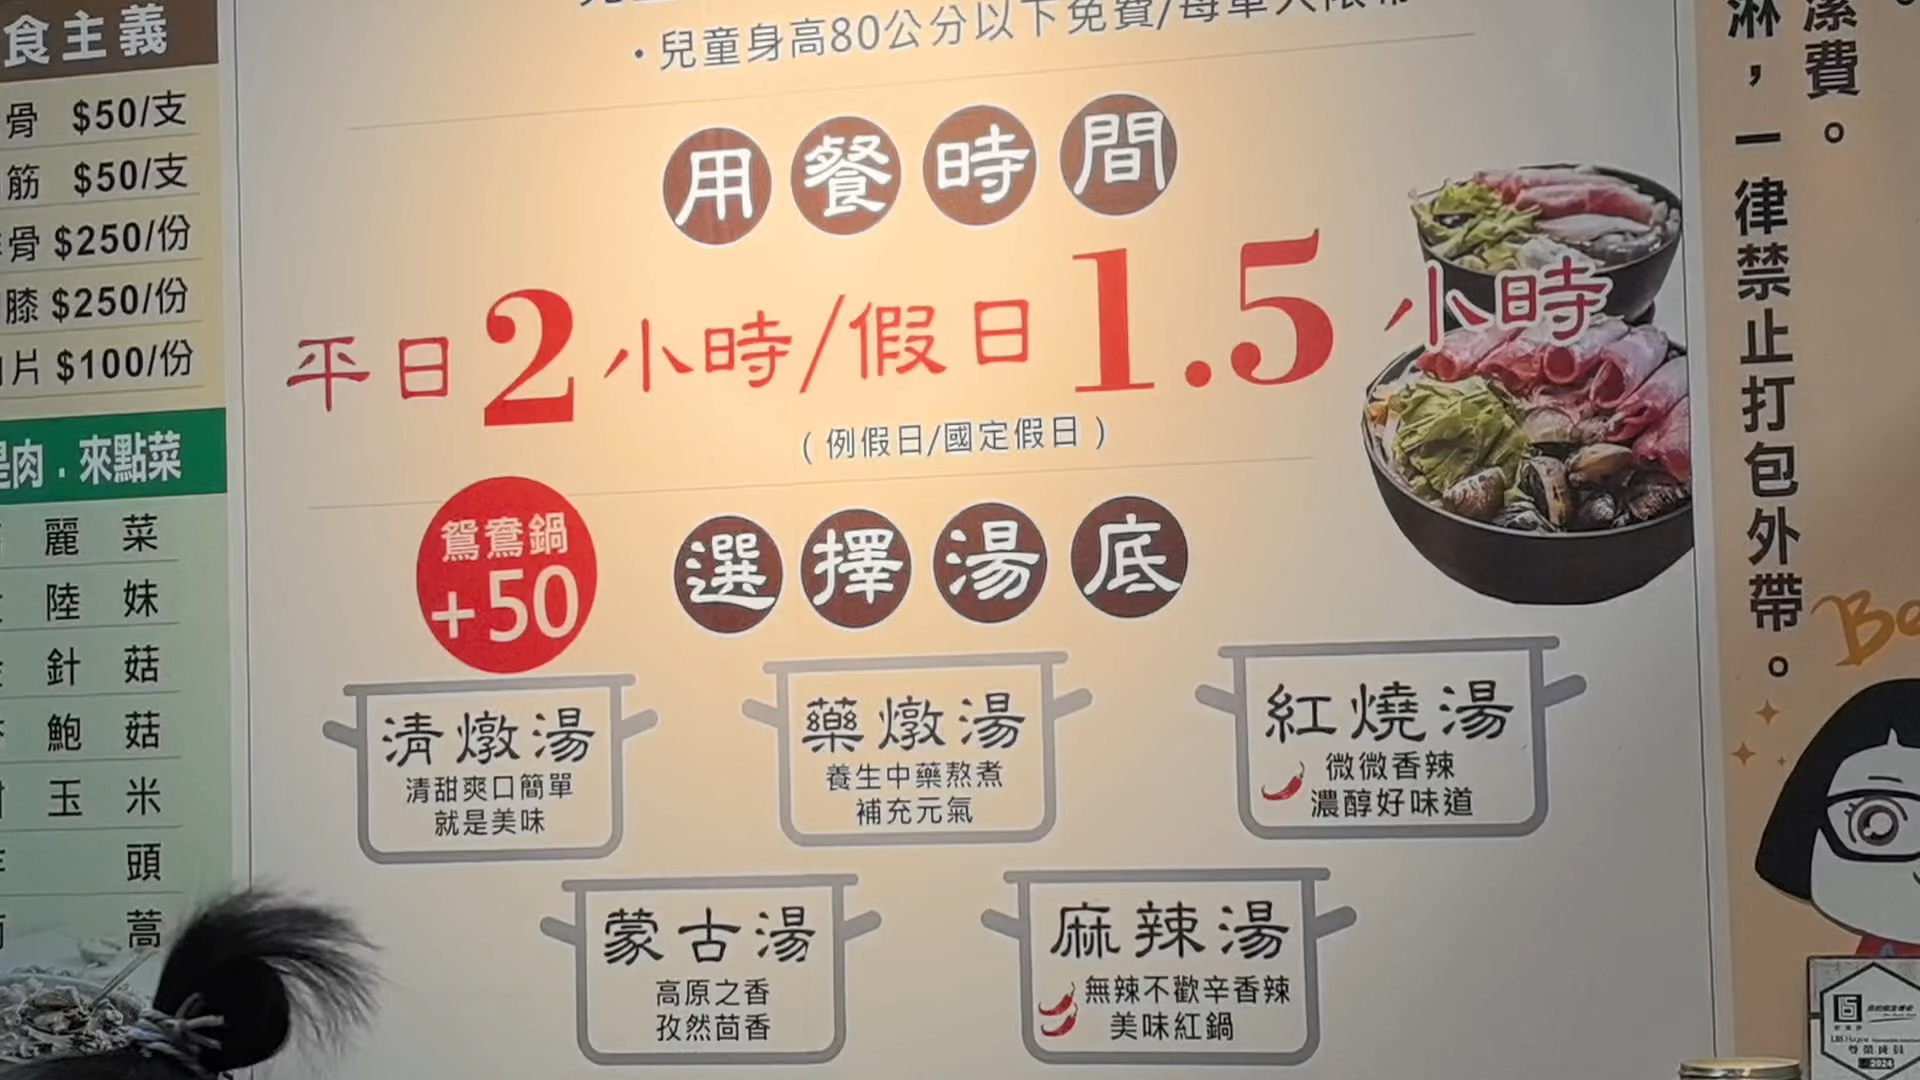 食主義
骨 $50/支
筋 $50/支
骨 $250/份
膝 $250/份
片 $100/份
肉．來點菜
麗 菜
陸 妹
針 菇
鮑 菇
玉 米
頭
蒿
・兒童身高80公分以下免費/每單人限帶
用餐時間
平日2小時/假日1.5小時
(例假日/國定假日)
鴛鴦鍋
+50
選擇湯底
清燉湯
清甜爽口簡單
就是美味
藥燉湯
養生中藥熬煮
補充元氣
紅燒湯
微微香辣
濃醇好味道
蒙古湯
高原之香
孜然茴香
麻辣湯
無辣不歡辛香辣
美味紅鍋
潔費。
淋，一律禁止打包外帶。
2024